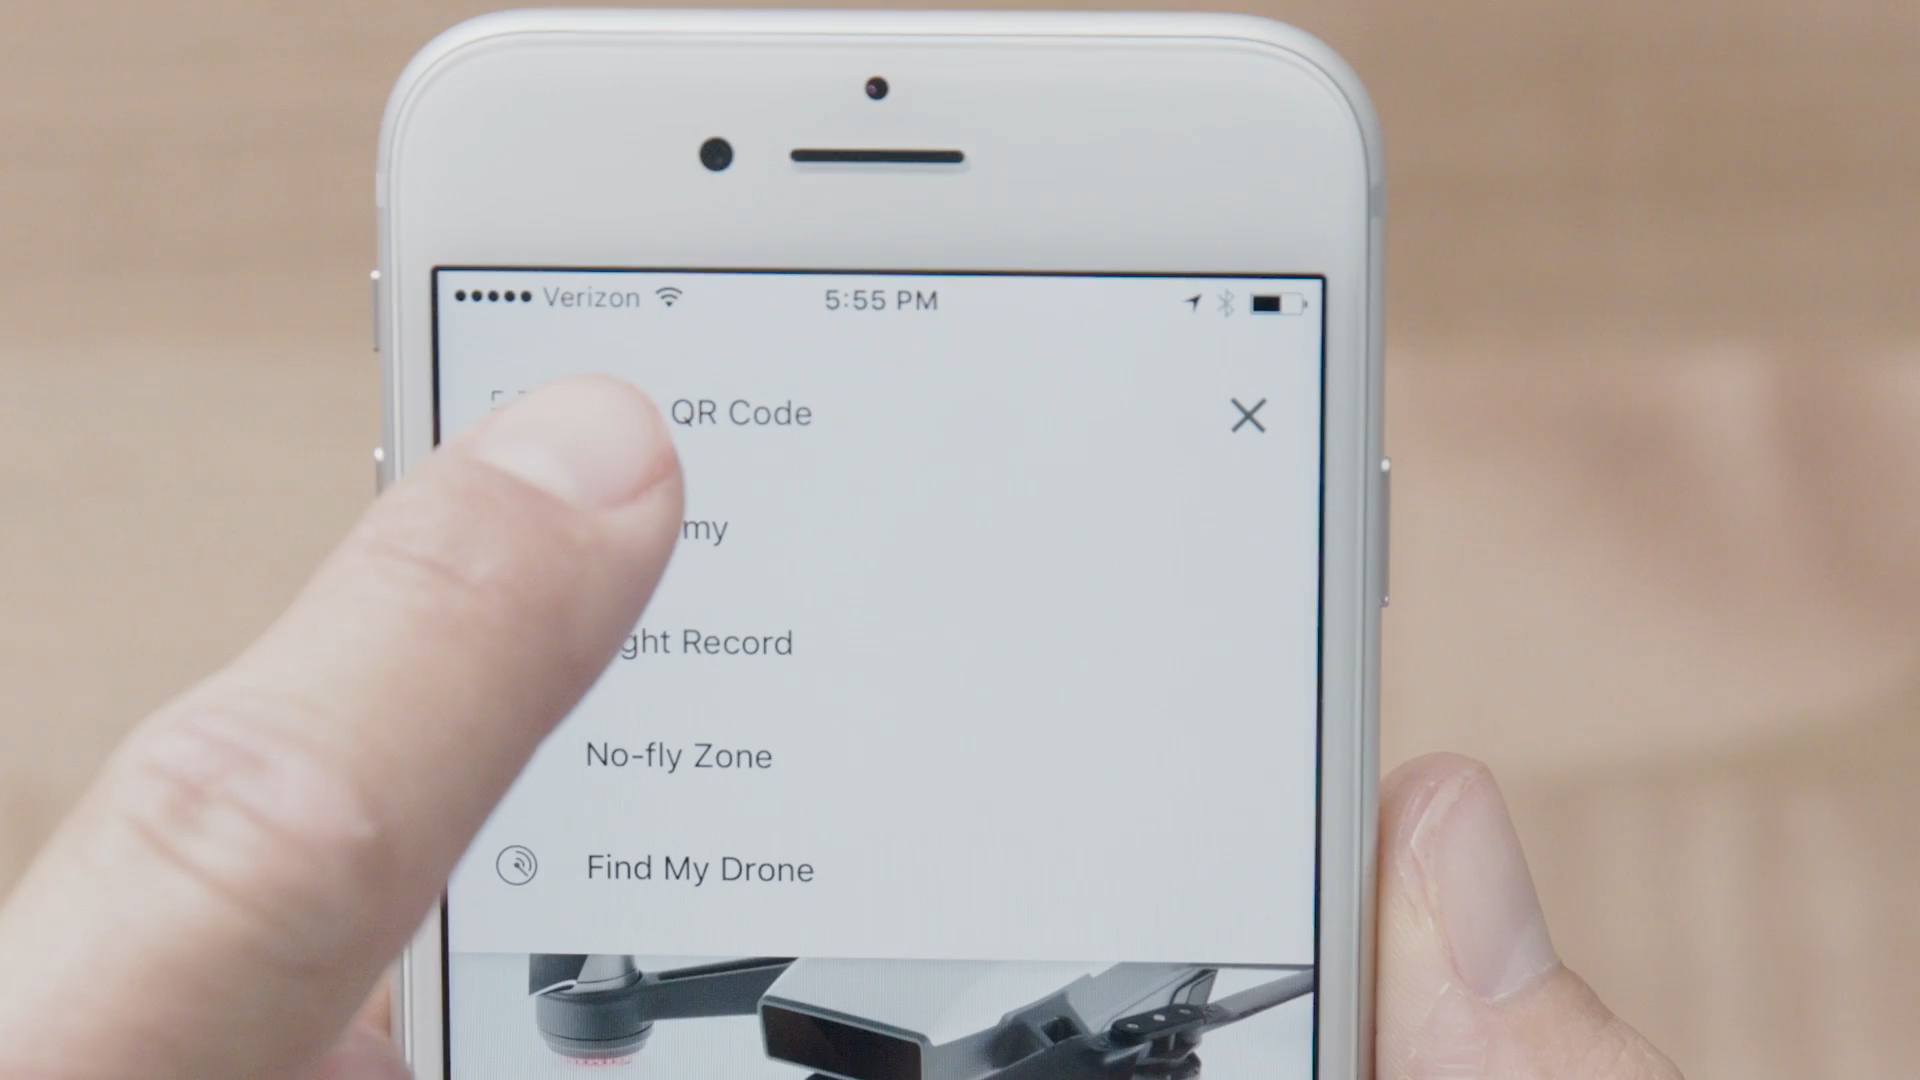 Verizon 5:55 PM
QR Code
my
ght Record
No-fly Zone
Find My Drone